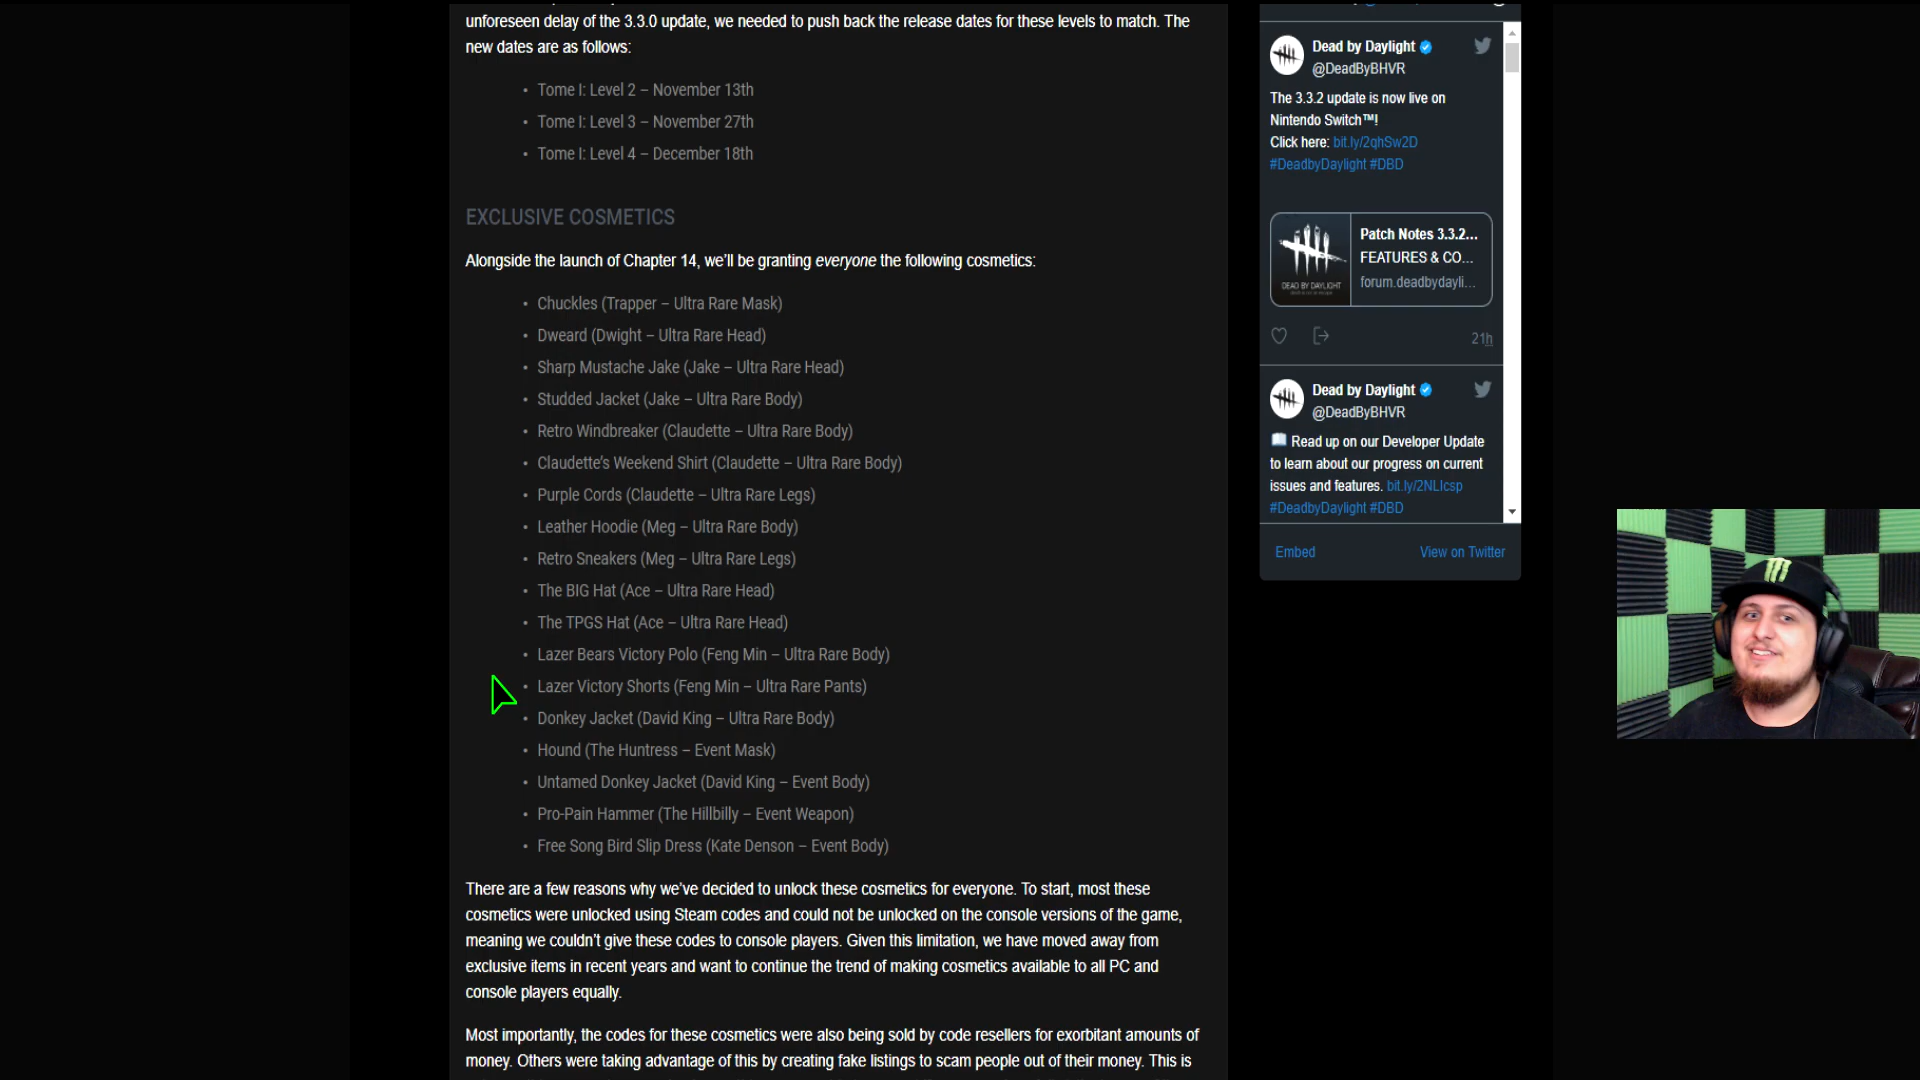 unforeseen delay of the 3.3.0 update, we needed to push back the release dates for these levels to match. The
new dates are as follows:
• Tome I: Level 2 – November 13th
• Tome I: Level 3 – November 27th
• Tome I: Level 4 – December 18th
EXCLUSIVE COSMETICS
Alongside the launch of Chapter 14, we'll be granting everyone the following cosmetics:
• Chuckles (Trapper – Ultra Rare Mask)
• Dweard (Dwight – Ultra Rare Head)
• Sharp Mustache Jake (Jake – Ultra Rare Head)
• Studded Jacket (Jake – Ultra Rare Body)
• Retro Windbreaker (Claudette – Ultra Rare Body)
• Claudette's Weekend Shirt (Claudette – Ultra Rare Body)
• Purple Cords (Claudette – Ultra Rare Legs)
• Leather Hoodie (Meg – Ultra Rare Body)
• Retro Sneakers (Meg – Ultra Rare Legs)
• The BIG Hat (Ace – Ultra Rare Head)
• The TPGS Hat (Ace – Ultra Rare Head)
• Lazer Bears Victory Polo (Feng Min – Ultra Rare Body)
• Lazer Victory Shorts (Feng Min – Ultra Rare Pants)
• Donkey Jacket (David King – Ultra Rare Body)
• Hound (The Huntress – Event Mask)
• Untamed Donkey Jacket (David King – Event Body)
• Pro-Pain Hammer (The Hillbilly – Event Weapon)
• Free Song Bird Slip Dress (Kate Denson – Event Body)
There are a few reasons why we've decided to unlock these cosmetics for everyone. To start, most these
cosmetics were unlocked using Steam codes and could not be unlocked on the console versions of the game,
meaning we couldn't give these codes to console players. Given this limitation, we have moved away from
exclusive items in recent years and want to continue the trend of making cosmetics available to all PC and
console players equally.
Most importantly, the codes for these cosmetics were also being sold by code resellers for exorbitant amounts of
money. Others were taking advantage of this by creating fake listings to scam people out of their money. This is
Dead by Daylight
@DeadByBHVR
The 3.3.2 update is now live on
Nintendo Switch™!
Click here: bit.ly/2qhSw2D
#DeadbyDaylight #DBD
DEAD BY DAYLIGHT
Patch Notes 3.3.2...
FEATURES & CO...
forum.deadbydayli...
21h
Dead by Daylight
@DeadByBHVR
📖 Read up on our Developer Update
to learn about our progress on current
issues and features. bit.ly/2NLIcsp
#DeadbyDaylight #DBD
Embed
View on Twitter